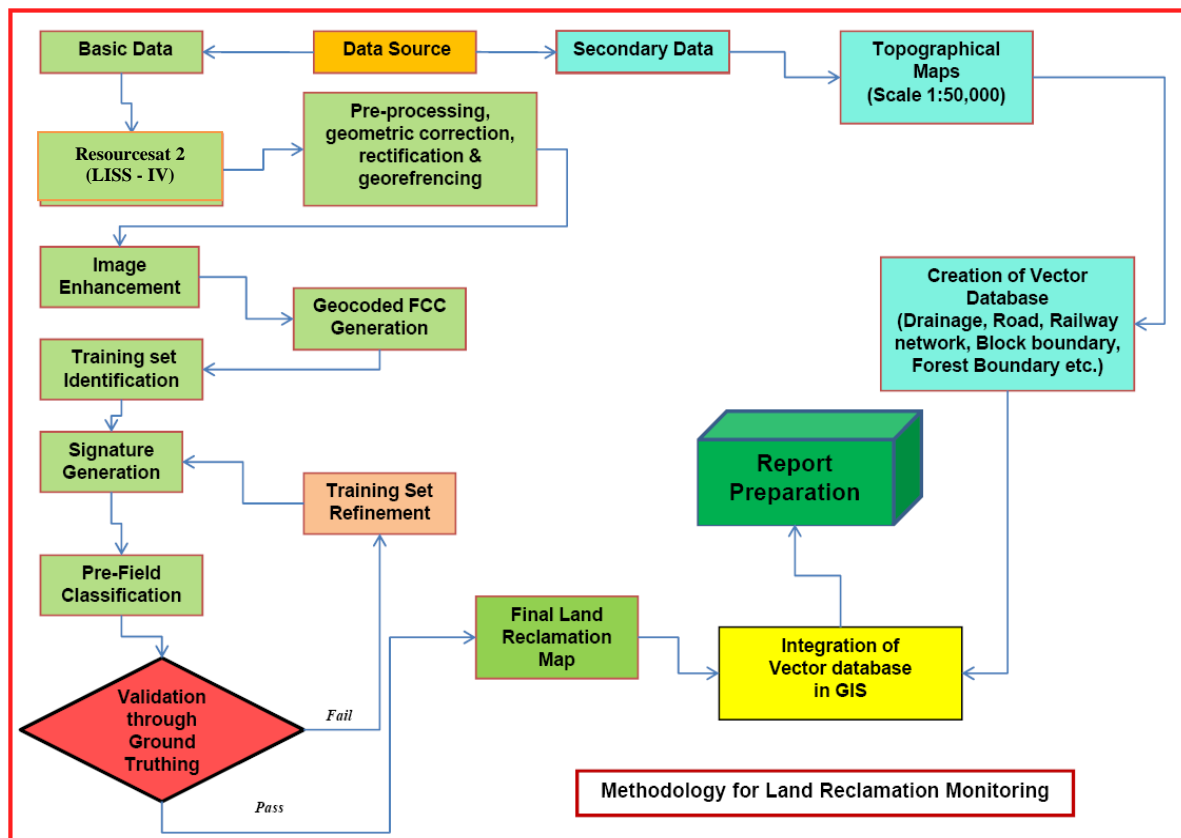 Basic Data
Data Source
Secondary Data
Topographical
Maps
(Scale 1:50,000)
Resourcesat 2
(LISS - IV)
Pre-processing,
geometric correction,
rectification &
georefrencing
Image
Enhancement
Geocoded FCC
Generation
Creation of Vector
Database
(Drainage, Road, Railway
network, Block boundary,
Forest Boundary etc.)
Training set
Identification
Signature
Generation
Training Set
Refinement
Report
Preparation
Pre-Field
Classification
Final Land
Reclamation
Map
Integration of
Vector database
in GIS
Validation
through
Ground
Truthing
Fail
Pass
Methodology for Land Reclamation Monitoring